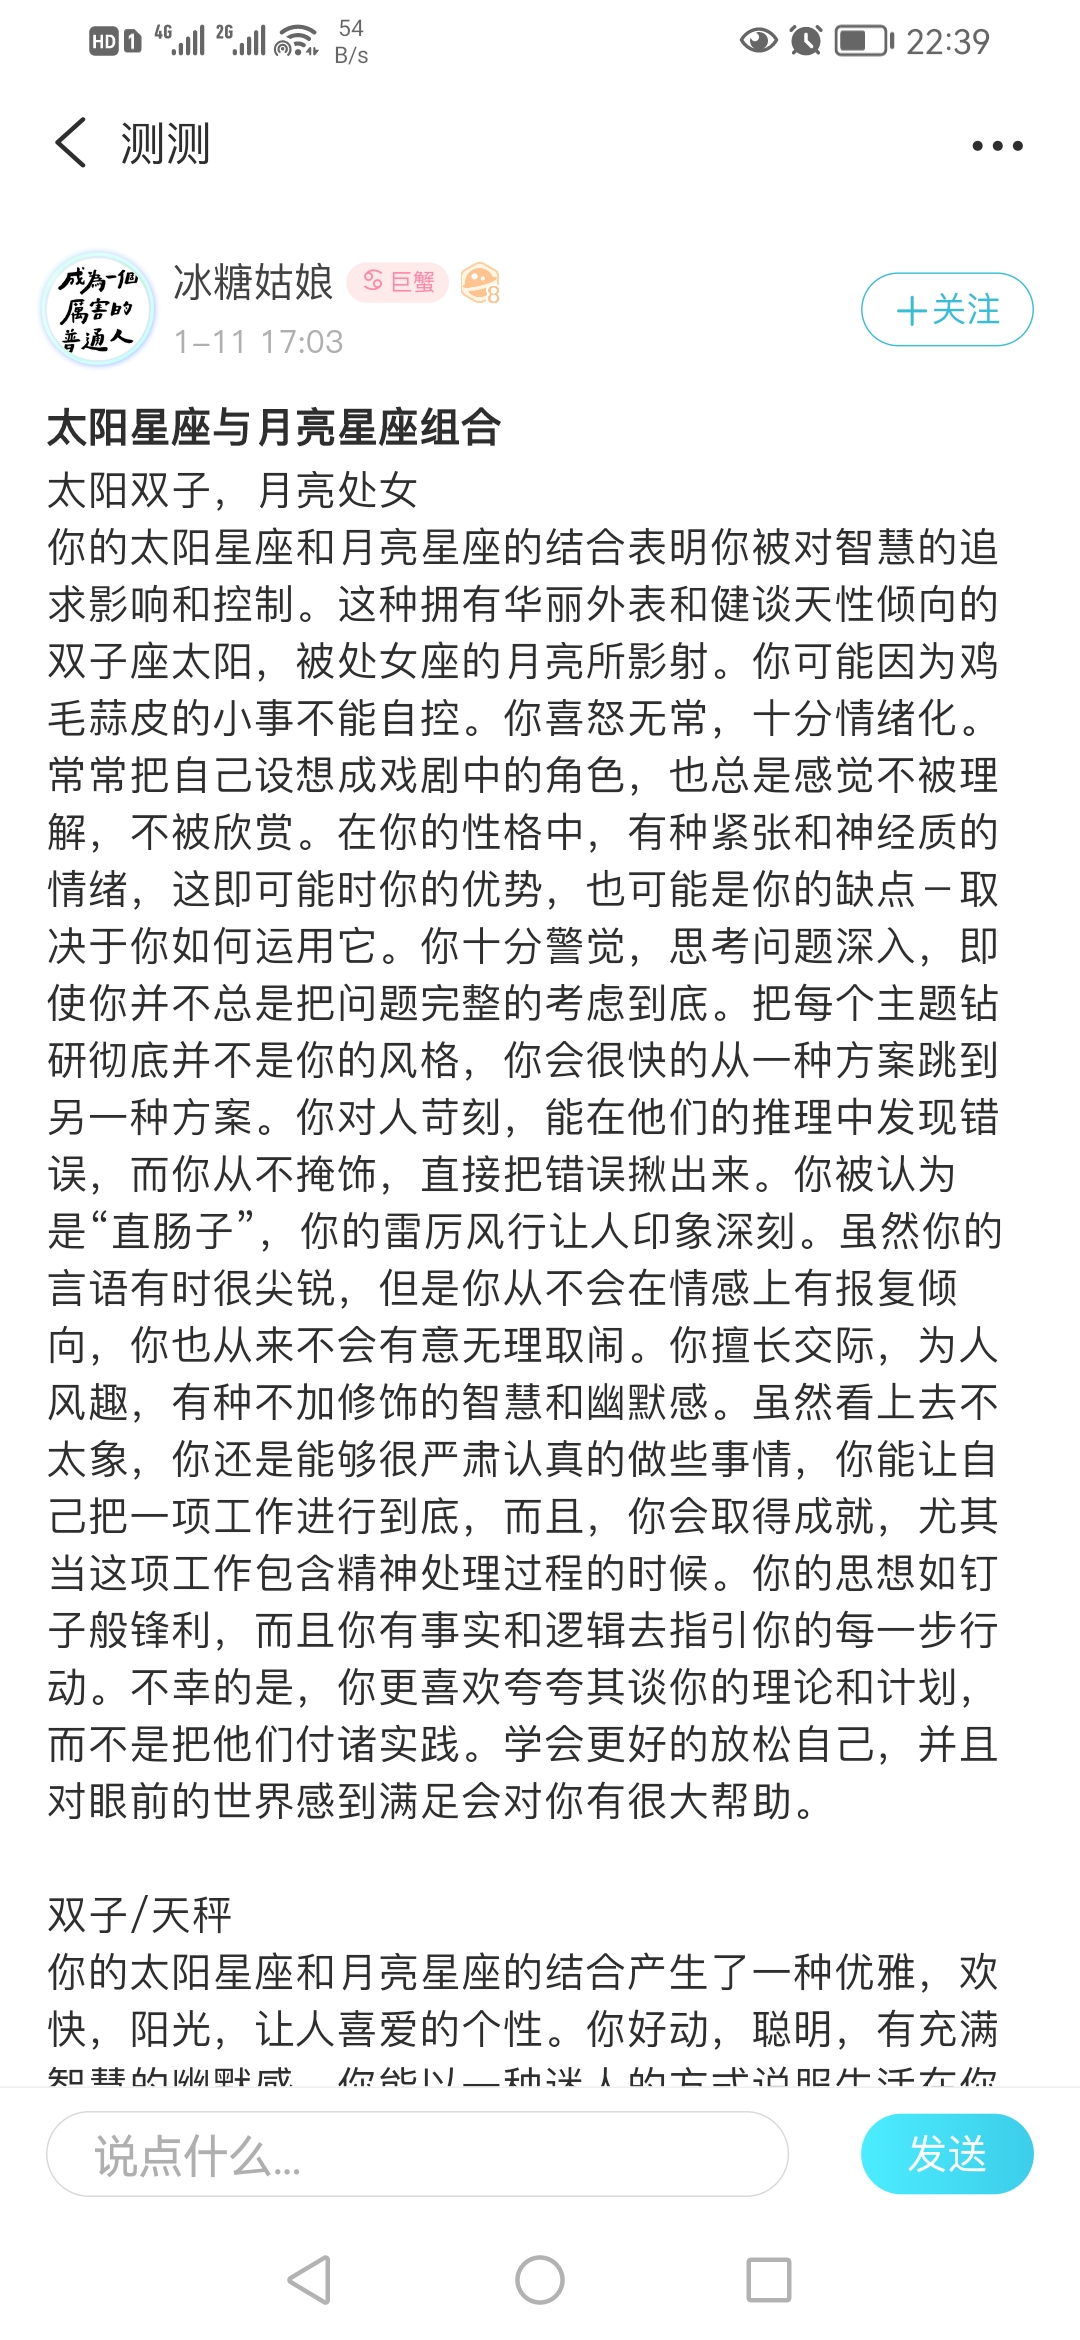 HD 1 4G 2G 54 B/s 22:39
测测
成為一個
厲害的
普通人
冰糖姑娘 巨蟹 8
1-11 17:03
+关注
太阳星座与月亮星座组合
太阳双子，月亮处女
你的太阳星座和月亮星座的结合表明你被对智慧的追
求影响和控制。这种拥有华丽外表和健谈天性倾向的
双子座太阳，被处女座的月亮所影射。你可能因为鸡
毛蒜皮的小事不能自控。你喜怒无常，十分情绪化。
常常把自己设想成戏剧中的角色，也总是感觉不被理
解，不被欣赏。在你的性格中，有种紧张和神经质的
情绪，这即可能时你的优势，也可能是你的缺点－取
决于你如何运用它。你十分警觉，思考问题深入，即
使你并不总是把问题完整的考虑到底。把每个主题钻
研彻底并不是你的风格，你会很快的从一种方案跳到
另一种方案。你对人苛刻，能在他们的推理中发现错
误，而你从不掩饰，直接把错误揪出来。你被认为
是“直肠子”，你的雷厉风行让人印象深刻。虽然你的
言语有时很尖锐，但是你从不会在情感上有报复倾
向，你也从来不会有意无理取闹。你擅长交际，为人
风趣，有种不加修饰的智慧和幽默感。虽然看上去不
太象，你还是能够很严肃认真的做些事情，你能让自
己把一项工作进行到底，而且，你会取得成就，尤其
当这项工作包含精神处理过程的时候。你的思想如钉
子般锋利，而且你有事实和逻辑去指引你的每一步行
动。不幸的是，你更喜欢夸夸其谈你的理论和计划，
而不是把他们付诸实践。学会更好的放松自己，并且
对眼前的世界感到满足会对你有很大帮助。
双子/天秤
你的太阳星座和月亮星座的结合产生了一种优雅，欢
快，阳光，让人喜爱的个性。你好动，聪明，有充满
智慧的幽默感。你能以一种迷人的方式说服生活在你
说点什么...
发送